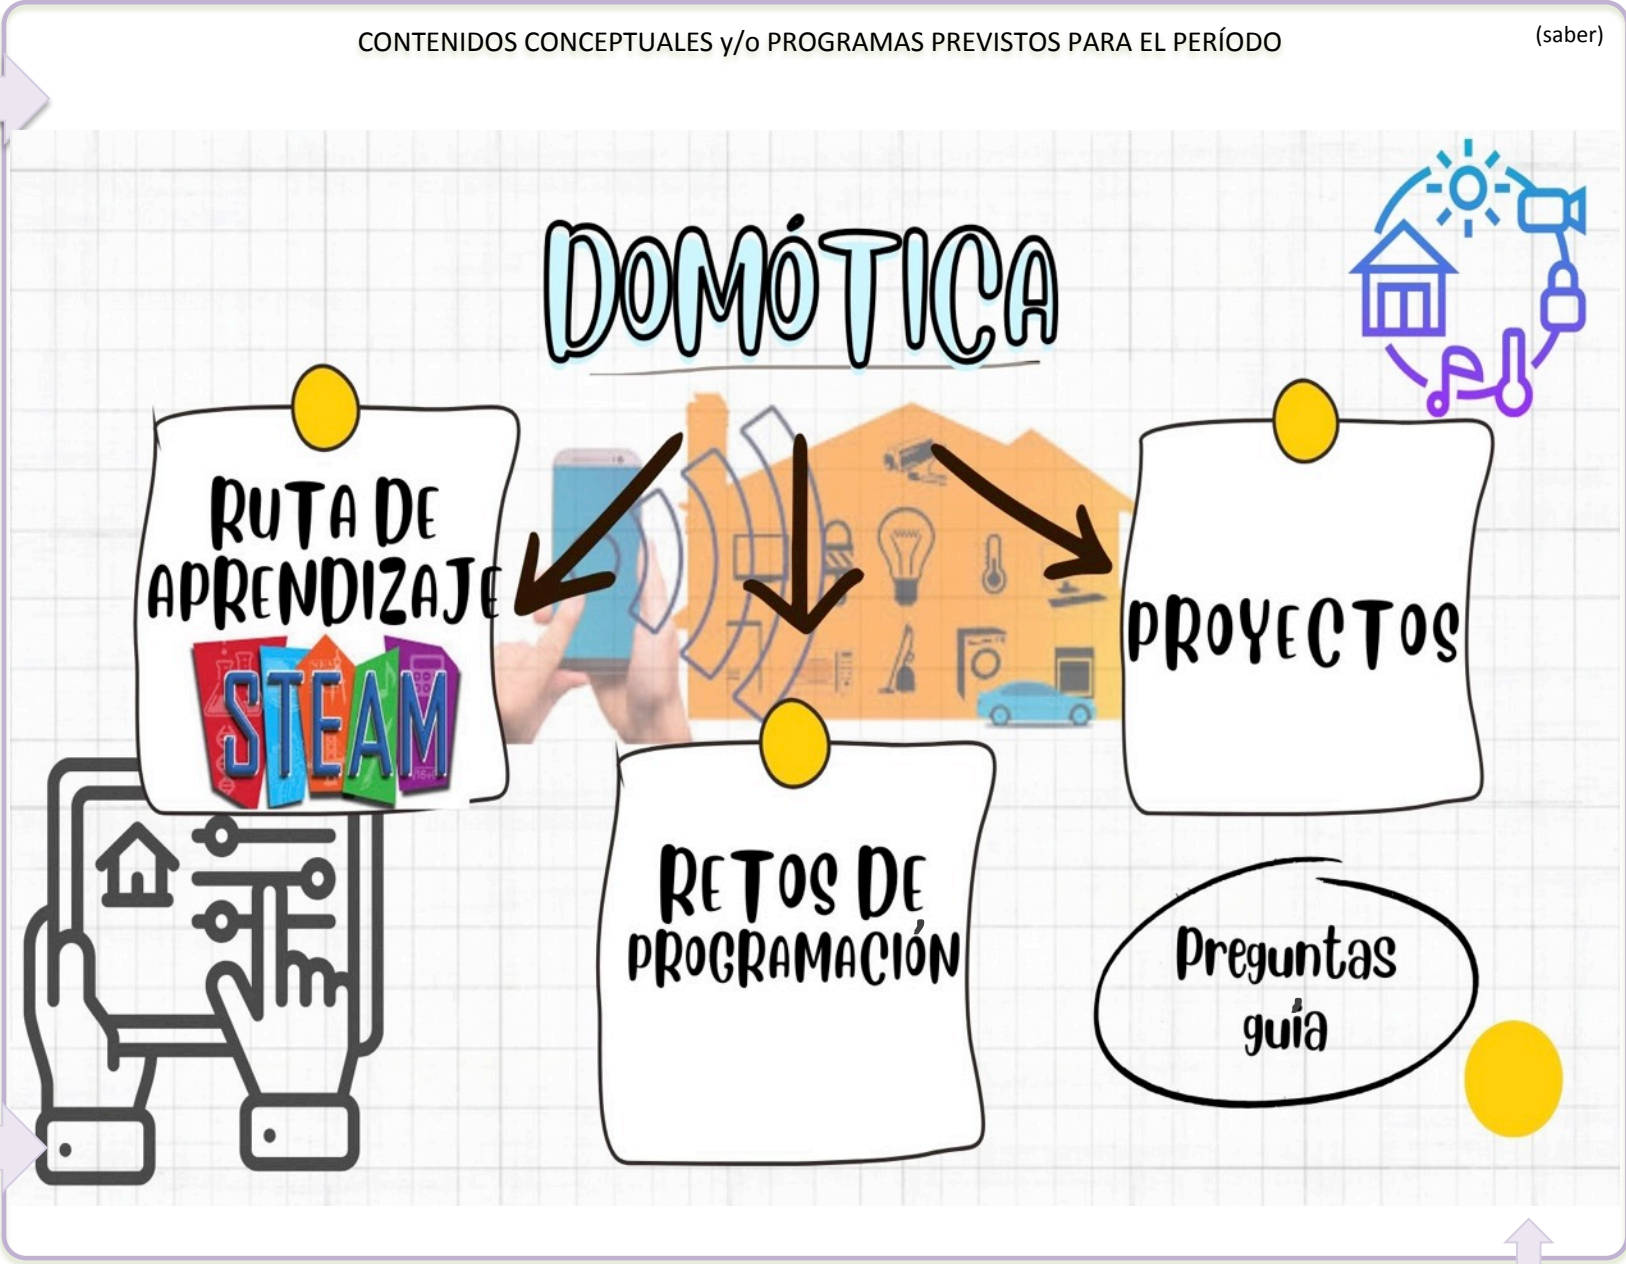 CONTENIDOS CONCEPTUALES y/o PROGRAMAS PREVISTOS PARA EL PERÍODO
(saber)
DOMÓTICA
RUTA DE
APRENDIZAJE
STEAM
PROYECTOS
RETOS DE
PROGRAMACIÓN
Preguntas
guía